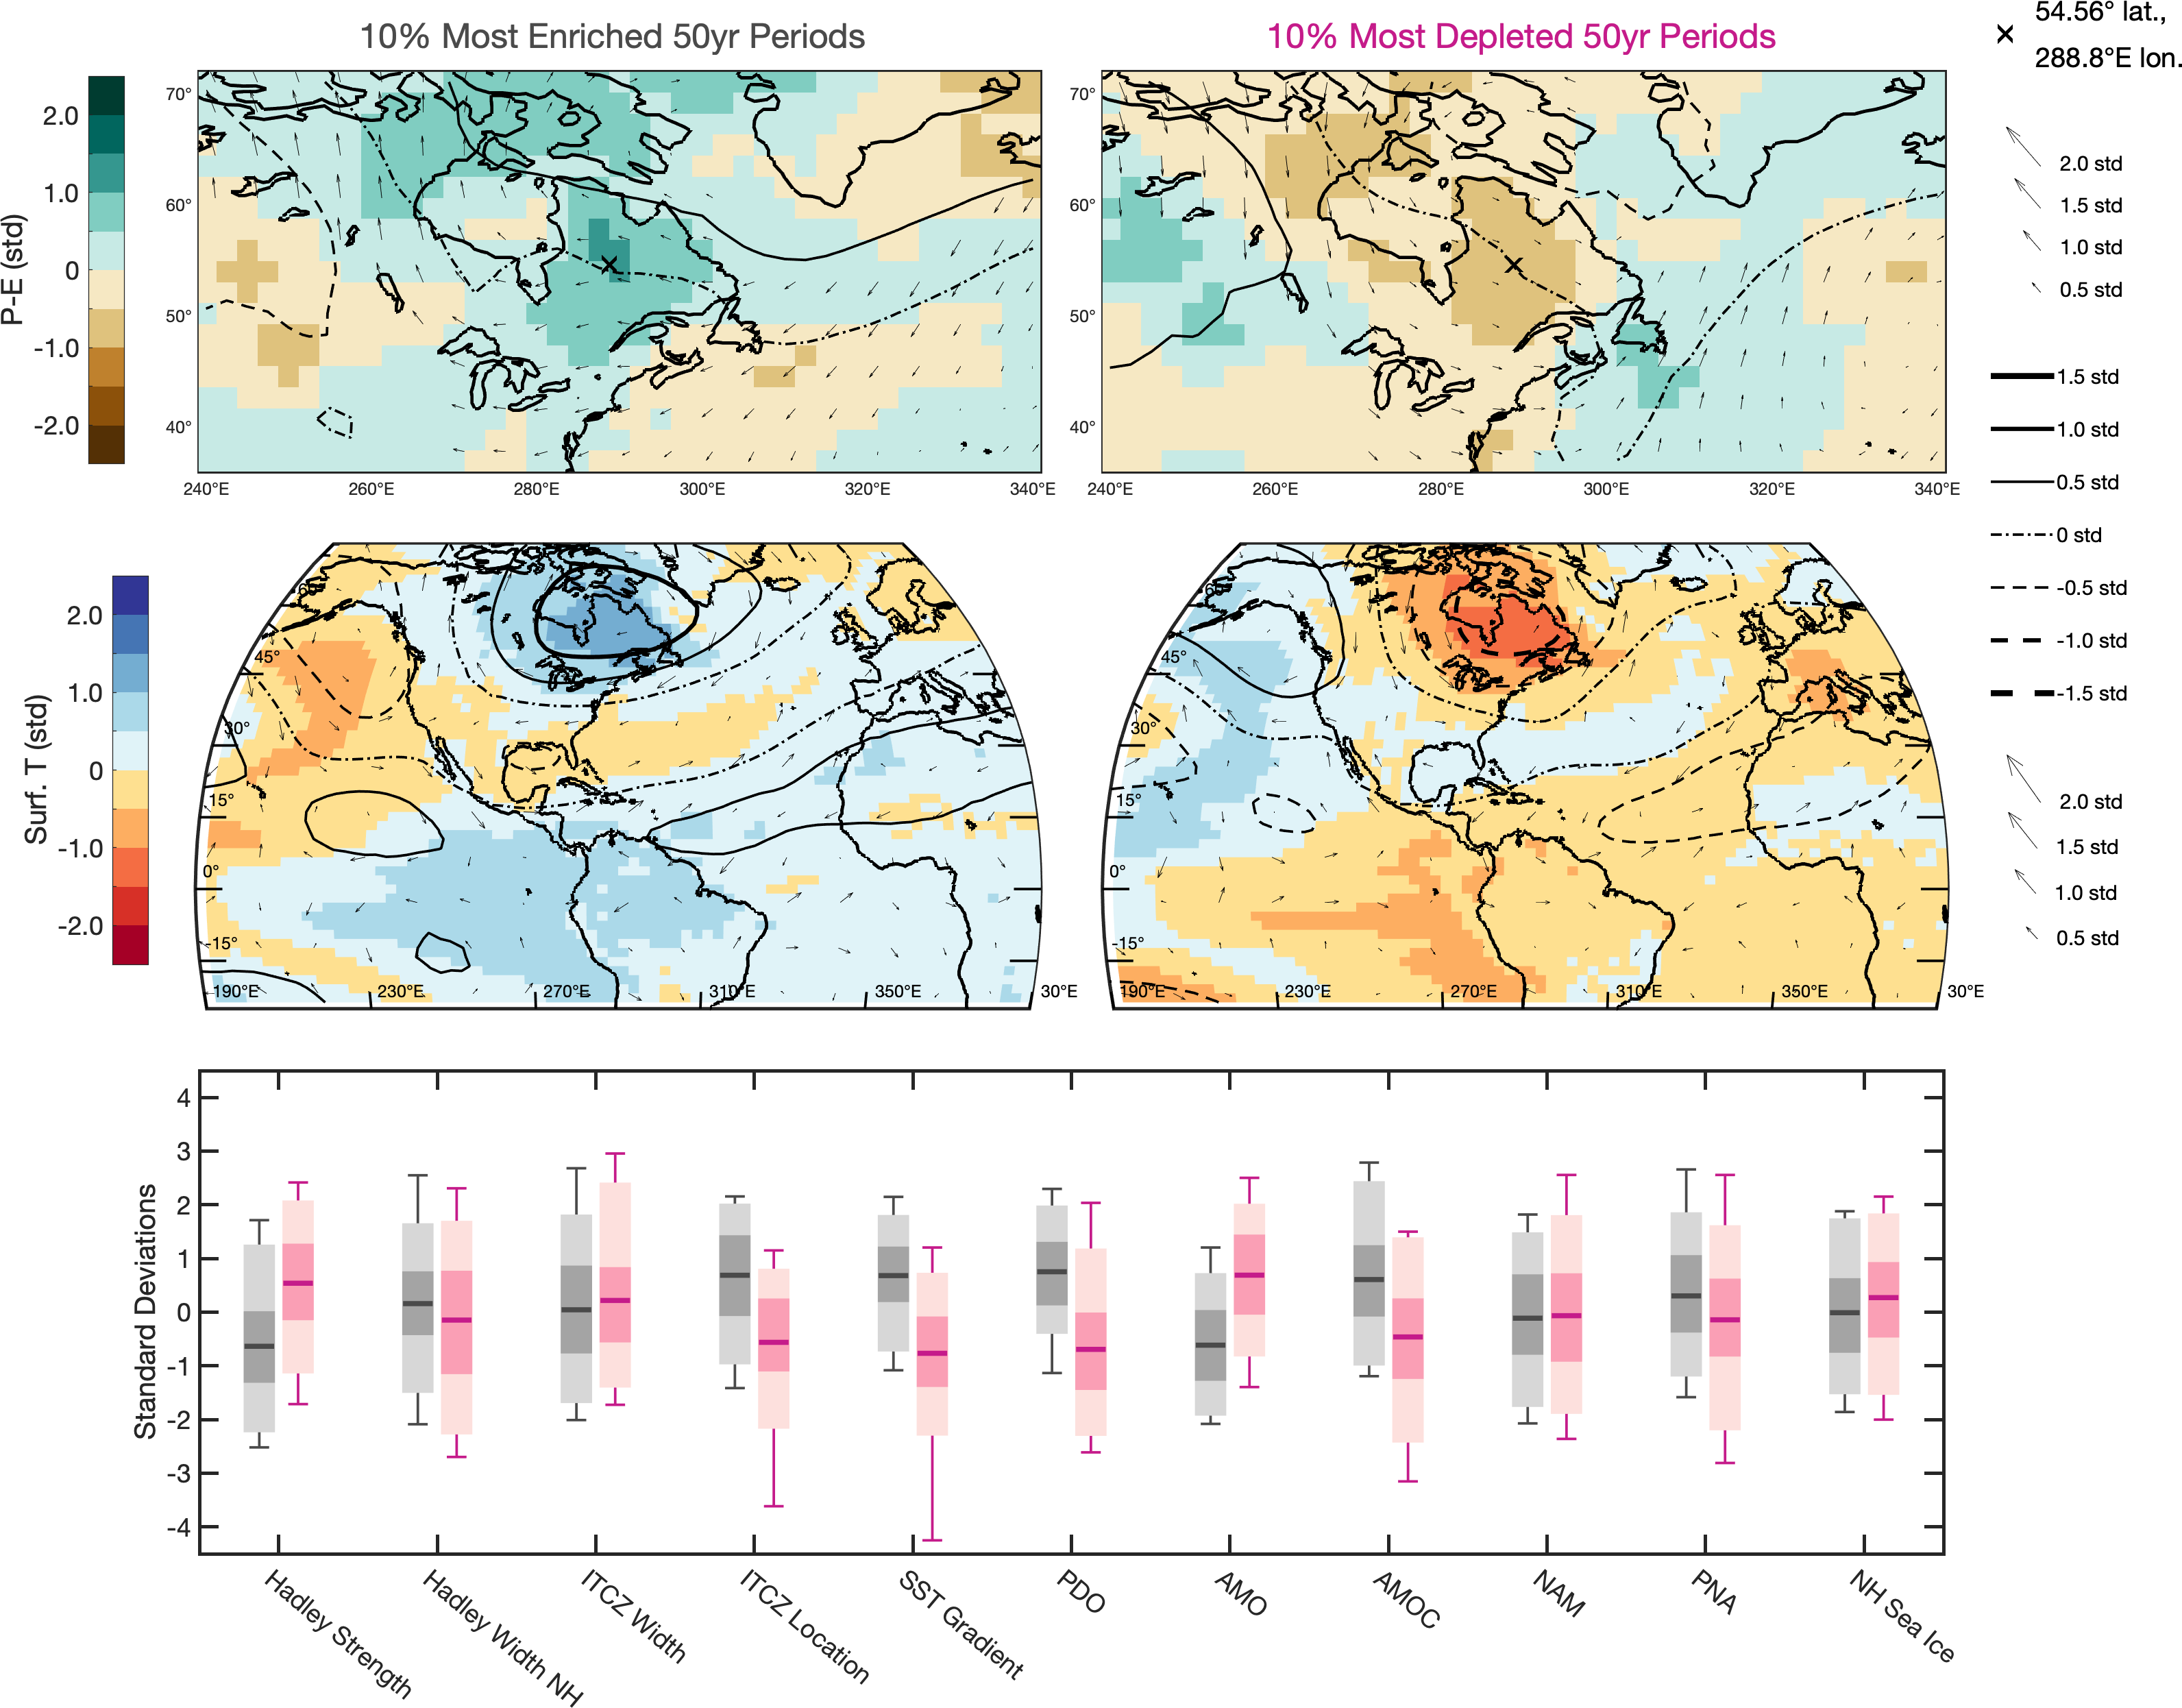 10% Most Enriched 50yr Periods
10% Most Depleted 50yr Periods
54.56° lat.,
288.8°E lon.
P-E (std)
2.0
1.0
0
-1.0
-2.0
70°
60°
50°
40°
240°E 260°E 280°E 300°E 320°E 340°E
70°
60°
50°
40°
240°E 260°E 280°E 300°E 320°E 340°E
2.0 std
1.5 std
1.0 std
0.5 std
1.5 std
1.0 std
0.5 std
0 std
-0.5 std
-1.0 std
-1.5 std
Surf. T (std)
2.0
1.0
0
-1.0
-2.0
60°
45°
30°
15°
0°
-15°
190°E 230°E 270°E 310°E 350°E 30°E
60°
45°
30°
15°
0°
-15°
190°E 230°E 270°E 310°E 350°E 30°E
2.0 std
1.5 std
1.0 std
0.5 std
Standard Deviations
4
3
2
1
0
-1
-2
-3
-4
Hadley Strength
Hadley Width NH
ITCZ Width
ITCZ Location
SST Gradient
PDO
AMO
AMOC
NAM
PNA
NH Sea Ice